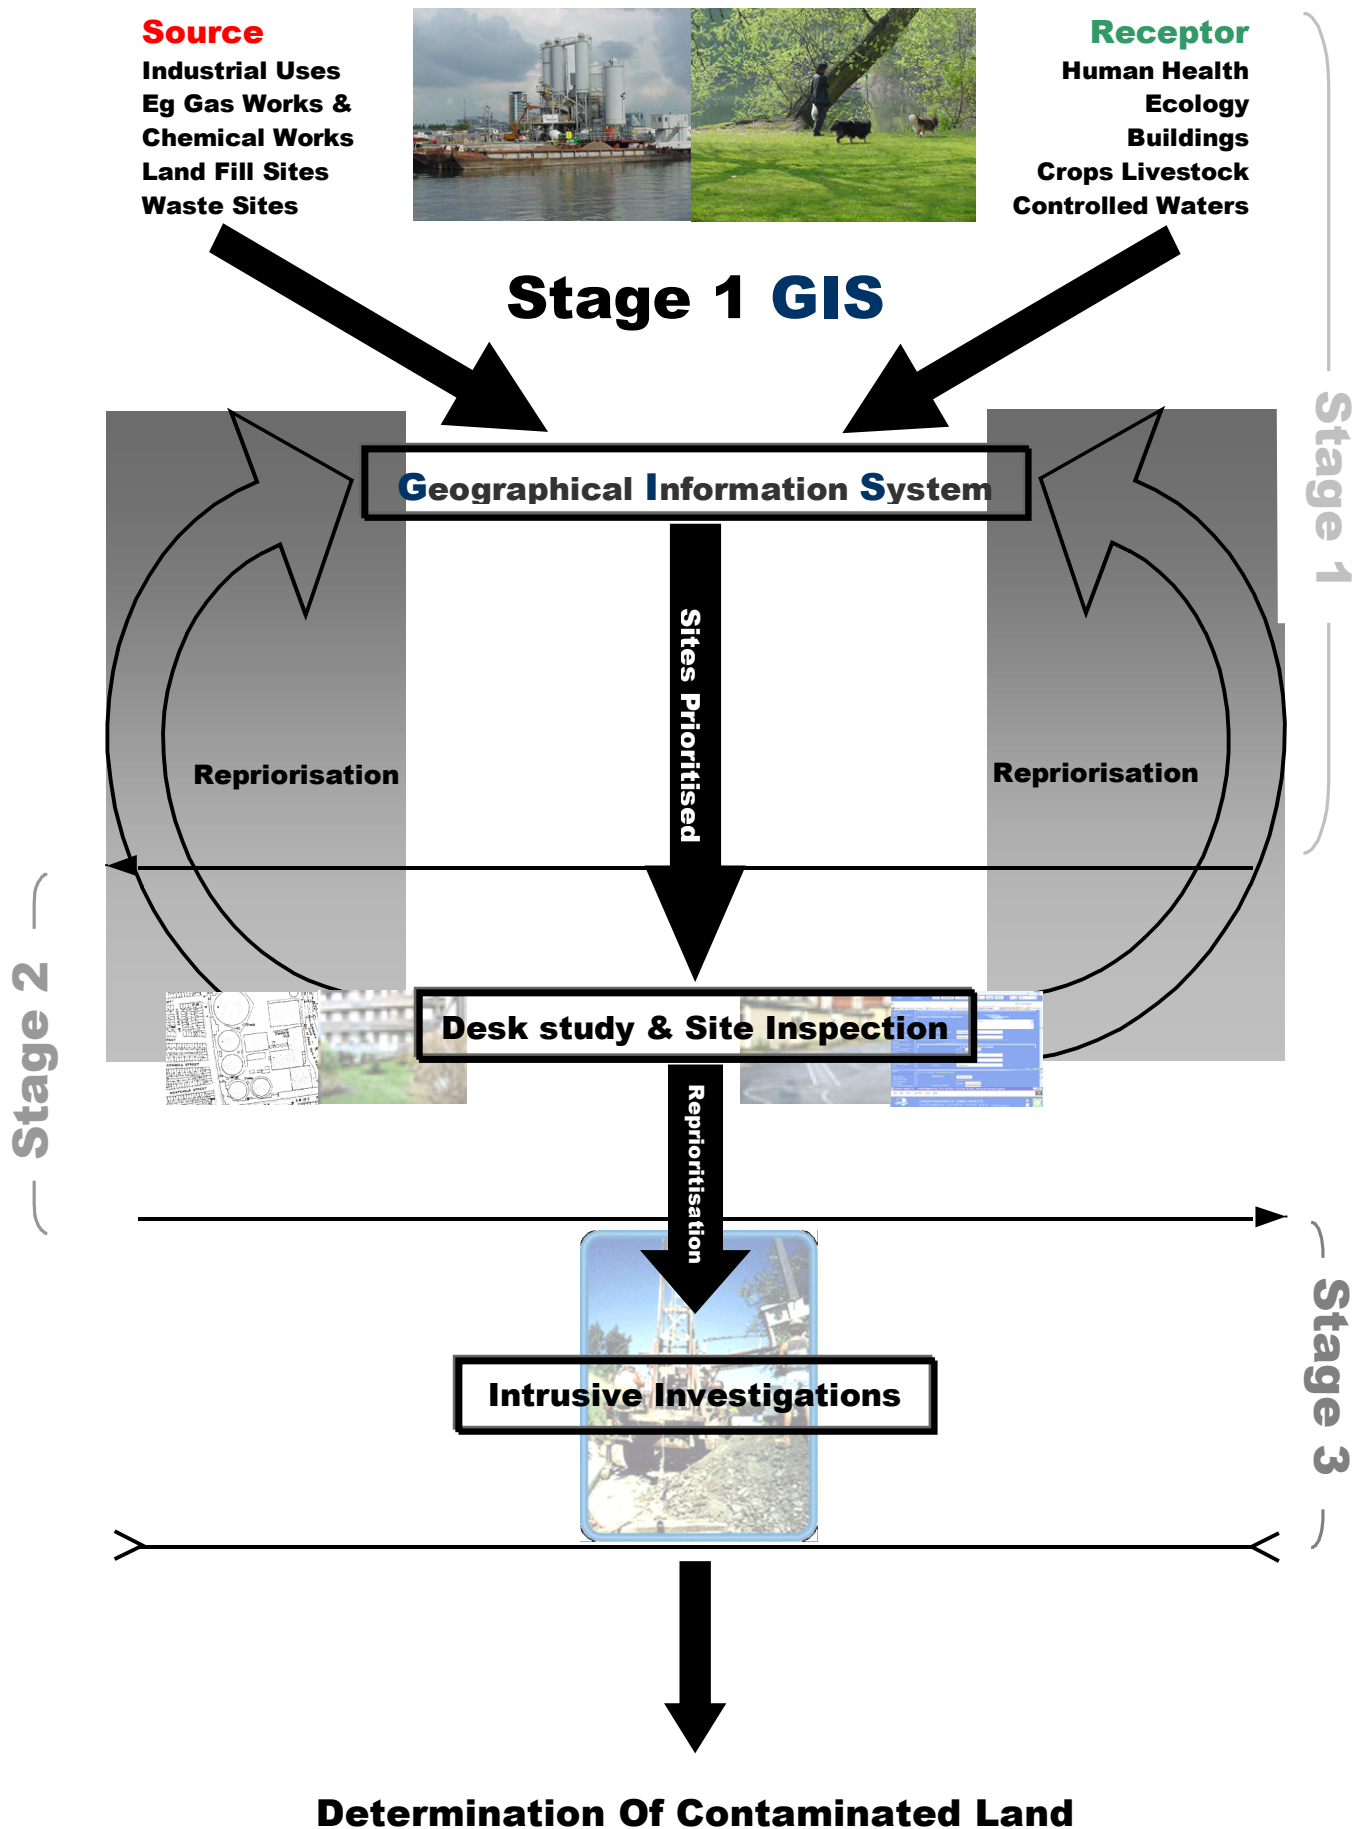 Source
Industrial Uses
Eg Gas Works &
Chemical Works
Land Fill Sites
Waste Sites
Receptor
Human Health
Ecology
Buildings
Crops Livestock
Controlled Waters
Stage 1 GIS
Stage 1
Geographical Information System
Sites Prioritised
Repriorisation
Repriorisation
Stage 2
Desk study & Site Inspection
Reprioritisation
Stage 3
Intrusive Investigations
Determination Of Contaminated Land